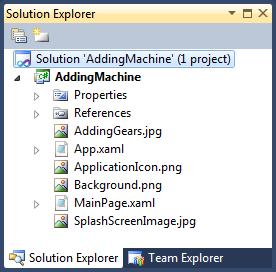 Solution Explorer
Solution 'AddingMachine' (1 project)
AddingMachine
Properties
References
AddingGears.jpg
App.xaml
ApplicationIcon.png
Background.png
MainPage.xaml
SplashScreenImage.jpg
Solution Explorer Team Explorer